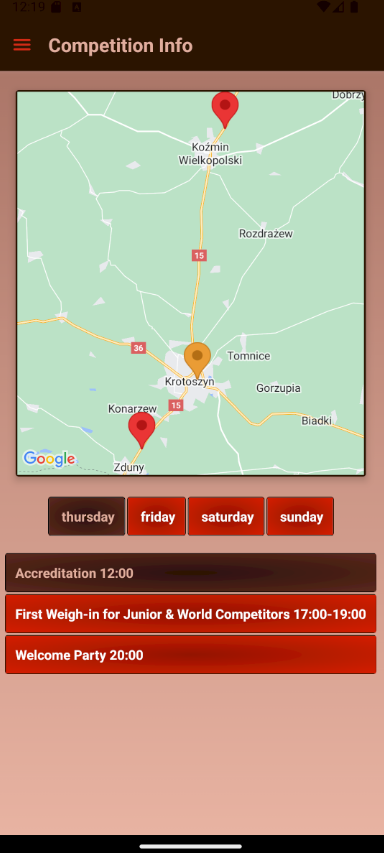 12:19
Competition Info
Dobrzy
Koźmin
Wielkopolski
Rozdrażew
15
36
Tomnice
Krotoszyn
Gorzupia
Konarzew
15
Biadki
Google
Zduny
thursday
friday
saturday
sunday
Accreditation 12:00
First Weigh-in for Junior & World Competitors 17:00-19:00
Welcome Party 20:00